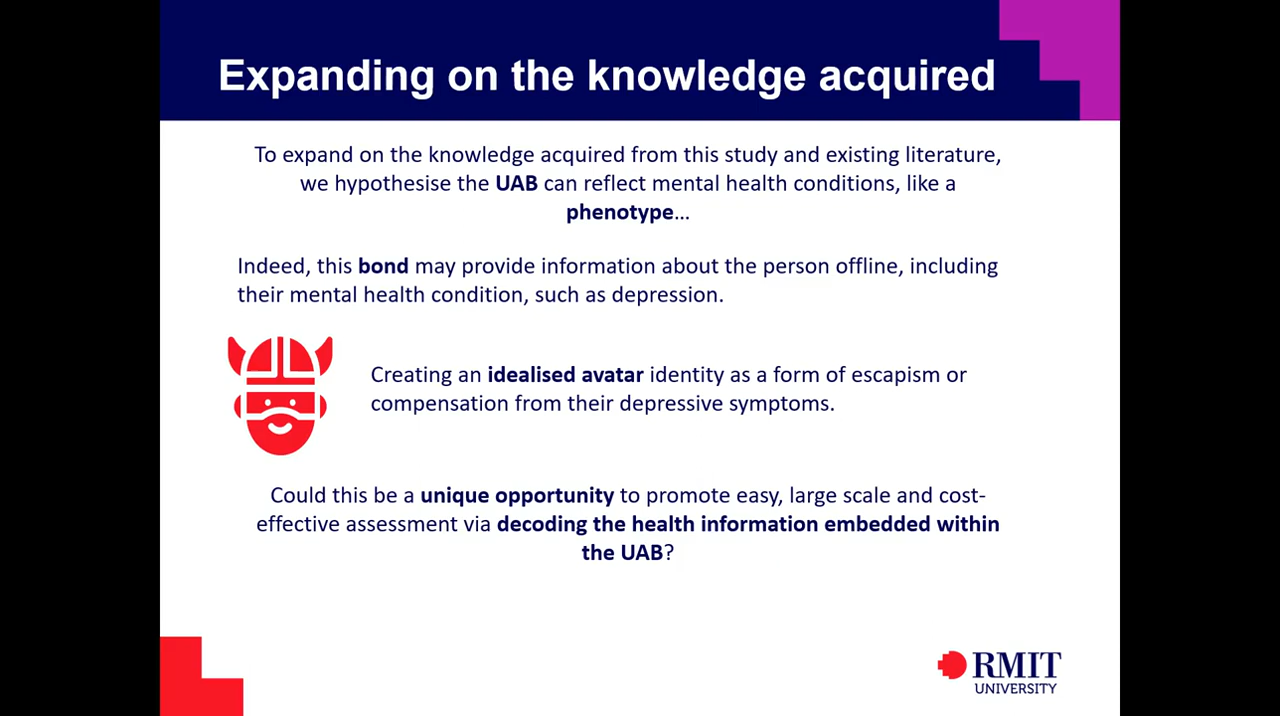 Expanding on the knowledge acquired
To expand on the knowledge acquired from this study and existing literature,
we hypothesise the UAB can reflect mental health conditions, like a
phenotype...
Indeed, this bond may provide information about the person offline, including
their mental health condition, such as depression.
Creating an idealised avatar identity as a form of escapism or
compensation from their depressive symptoms.
Could this be a unique opportunity to promote easy, large scale and cost-
effective assessment via decoding the health information embedded within
the UAB?
RMIT
UNIVERSITY